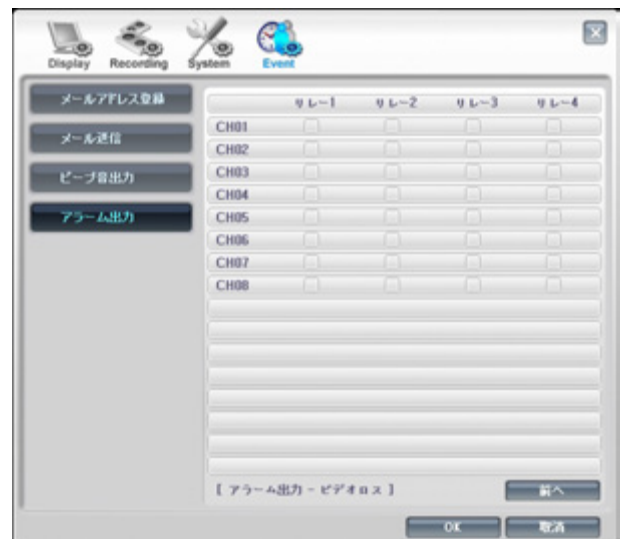 Display Recording System Event
メールアドレス登録
メール送信
ビープ音出力
アラーム出力
リレー1 リレー2 リレー3 リレー4
CH01
CH02
CH03
CH04
CH05
CH06
CH07
CH08
[ アラーム出力 - ビデオロス ]
前へ
OK 取消